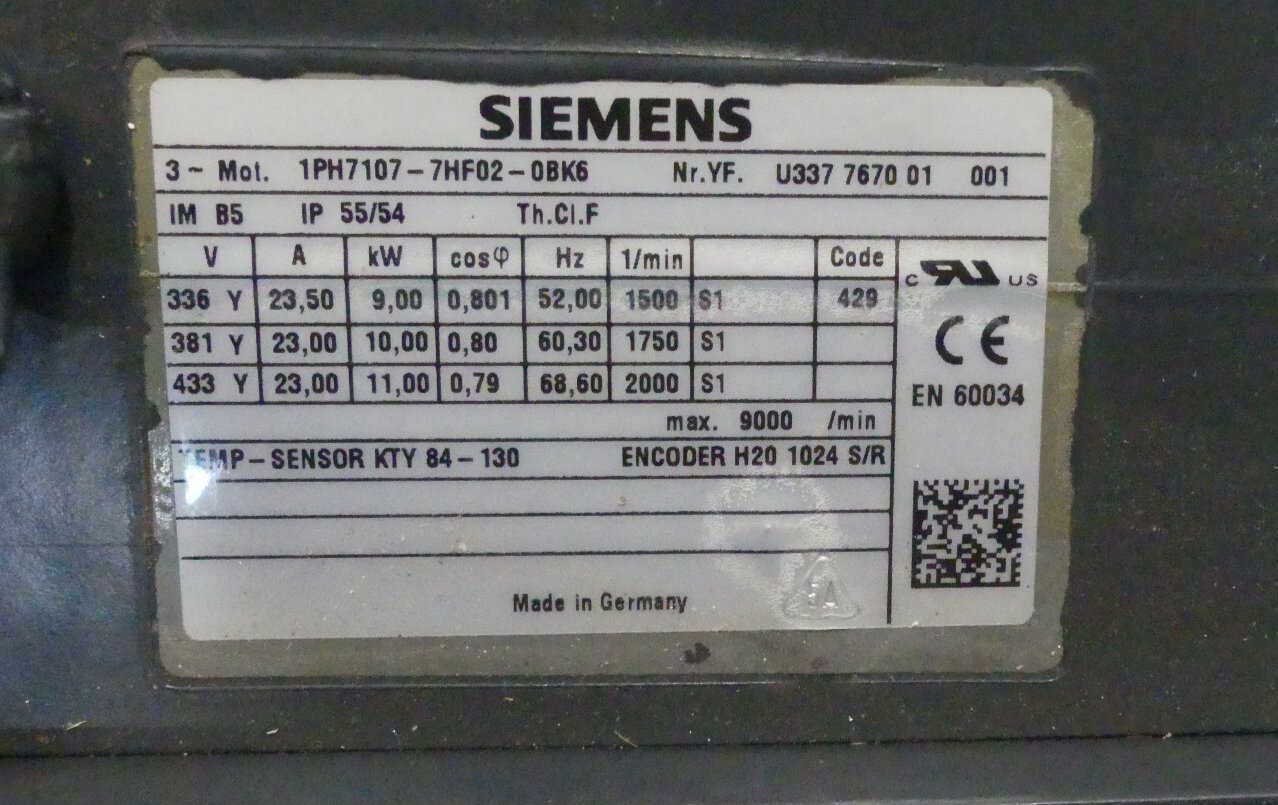 SIEMENS
3 ~ Mot. 1PH7107-7HF02-0BK6 Nr.YF. U337 7670 01 001
IM B5 IP 55/54 Th.Cl.F
V A kW cosφ Hz 1/min Code
336 Y 23,50 9,00 0,801 52,00 1500 S1 429
381 Y 23,00 10,00 0,80 60,30 1750 S1
433 Y 23,00 11,00 0,79 68,60 2000 S1
max. 9000 /min
TEMP-SENSOR KTY 84-130 ENCODER H20 1024 S/R
Made in Germany
c RU US
CE
EN 60034